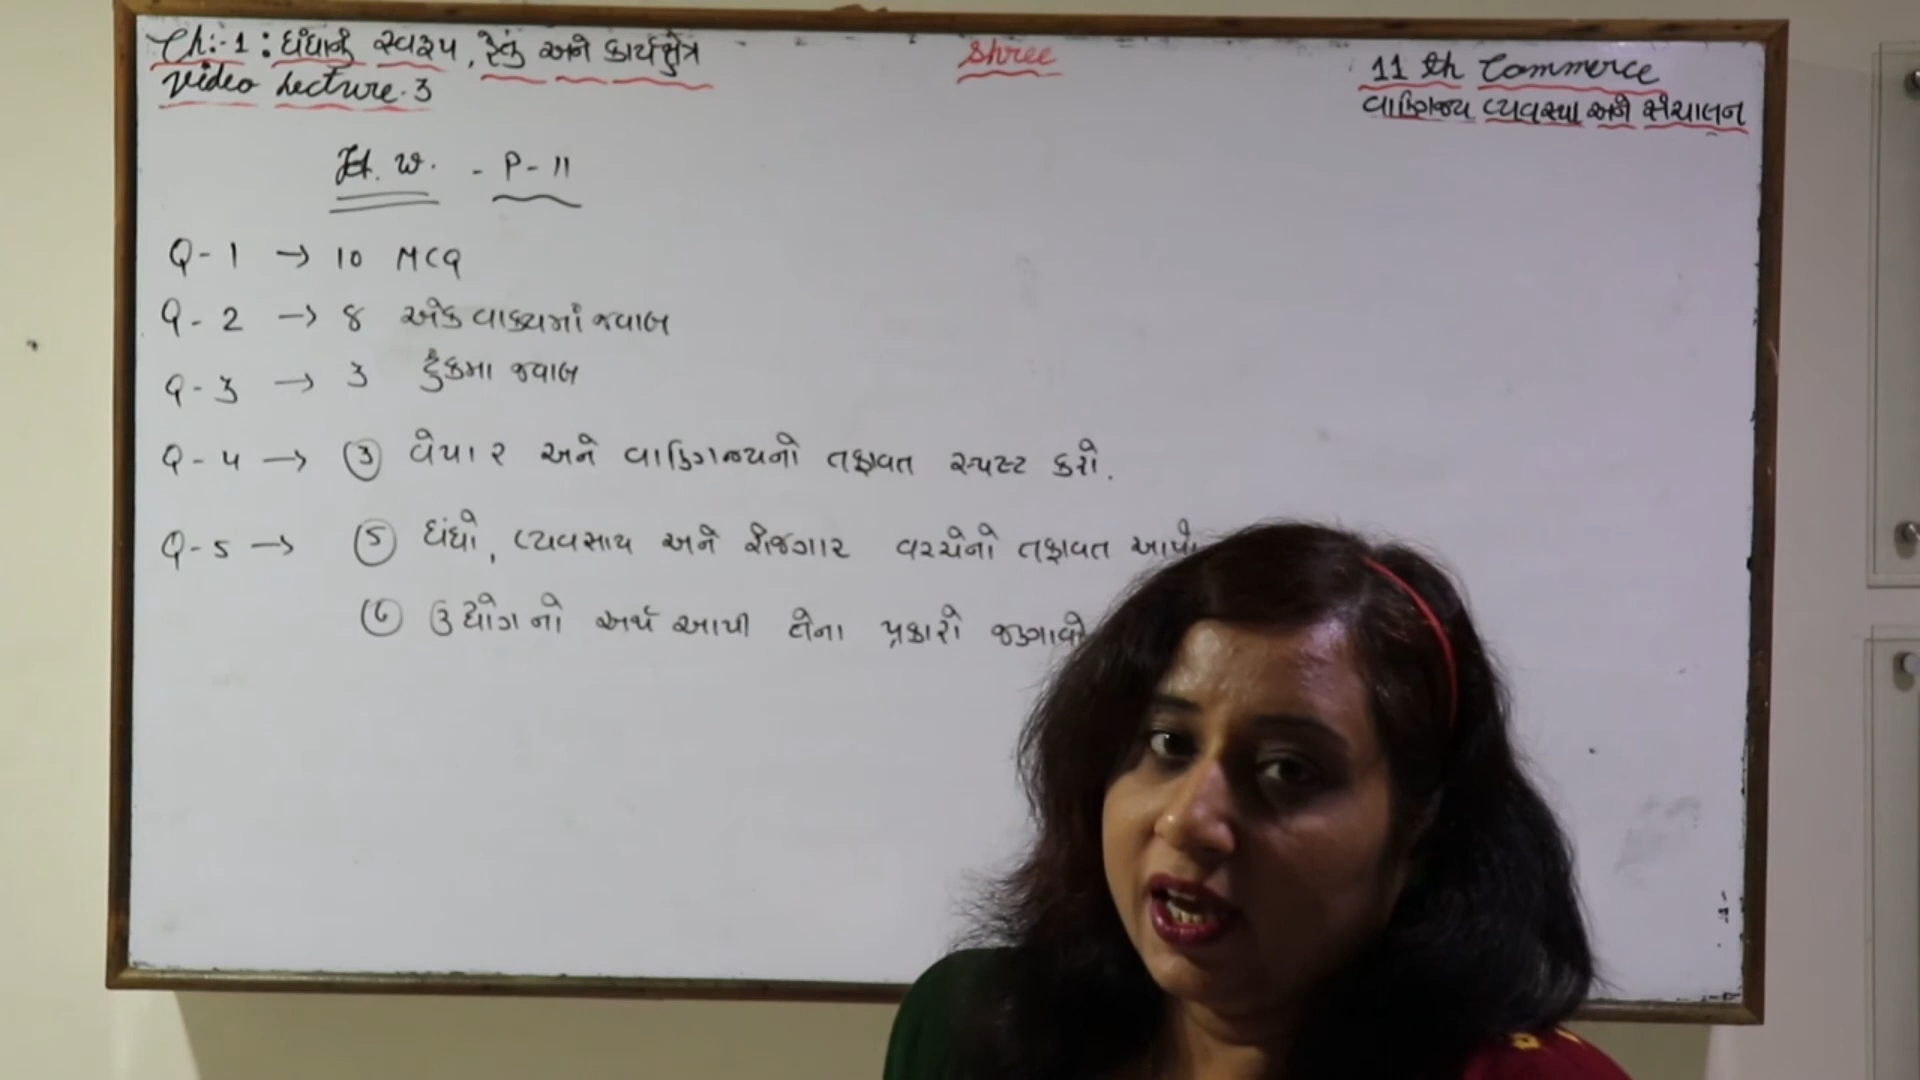 Ch:-1 : ધંધાનું સ્વરૂપ, હેતુ અને કાર્યક્ષેત્ર
Video Lecture.3
Shree
11 th Commerce
વાણિજ્ય વ્યવસ્થા અને સંચાલન
H.W. - P-11
Q-1 → 10 MCQ
Q-2 → 8 એક વાક્યમાં જવાબ
Q-3 → 3 ટુંકમા જવાબ
Q-4 → ③ વેપાર અને વાણિજ્યનો તફાવત સ્પષ્ટ કરો.
Q-5 → ⑤ ધંધો, વ્યવસાય અને રોજગાર વચ્ચેનો તફાવત આપો
⑥ ઉદ્યોગનો અર્થ આપી તેના પ્રકારો જણાવો